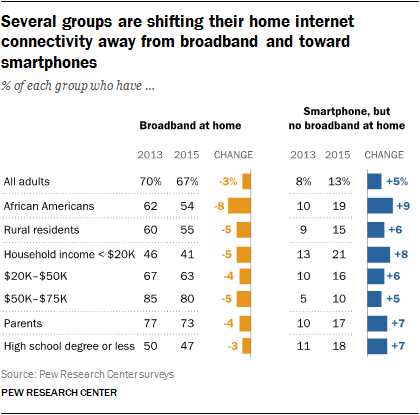 Several groups are shifting their home internet
connectivity away from broadband and toward
smartphones
% of each group who have ...
Broadband at home
Smartphone, but
no broadband at home
2013 2015 CHANGE 2013 2015 CHANGE
All adults 70% 67% -3% 8% 13% +5%
African Americans 62 54 -8 10 19 +9
Rural residents 60 55 -5 9 15 +6
Household income < $20K 46 41 -5 13 21 +8
$20K–$50K 67 63 -4 10 16 +6
$50K–$75K 85 80 -5 5 10 +5
Parents 77 73 -4 10 17 +7
High school degree or less 50 47 -3 11 18 +7
Source: Pew Research Center surveys
PEW RESEARCH CENTER